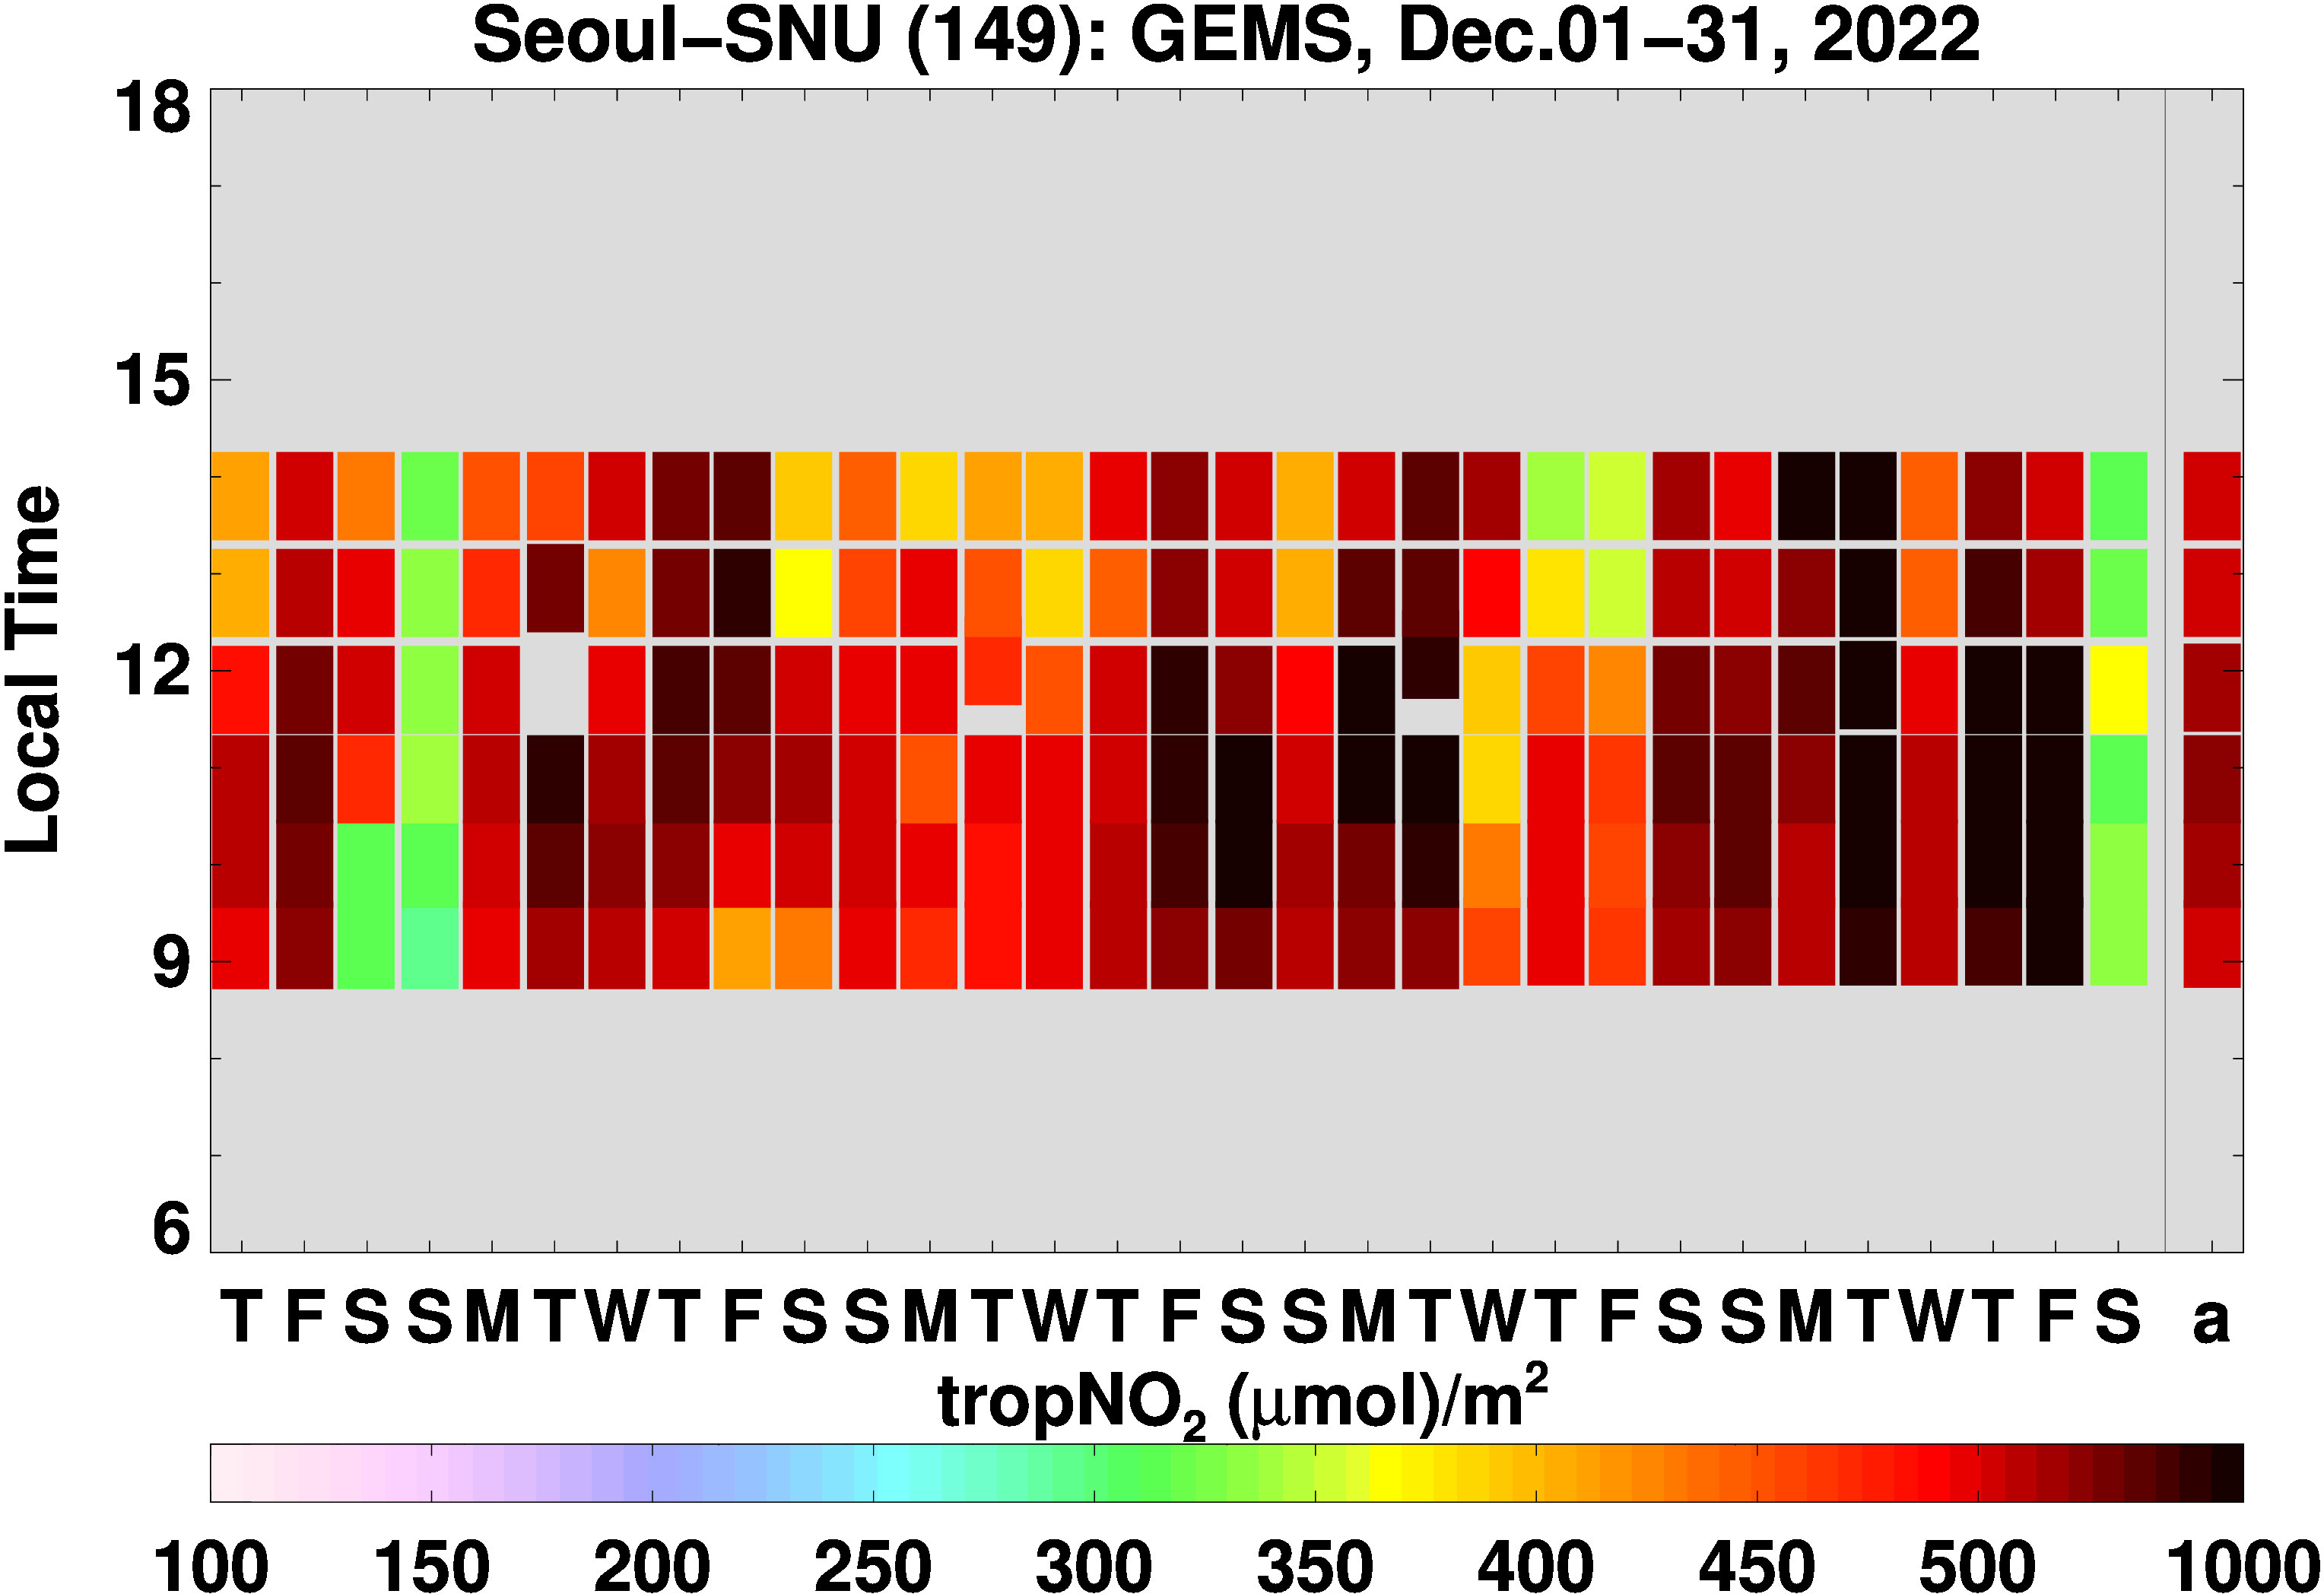 Seoul−SNU (149): GEMS, Dec.01−31, 2022
18
15
12
9
6
Local Time
T F S S M T W T F S S M T W T F S S M T W T F S S M T W T F S a
tropNO₂ (μmol)/m²
100 150 200 250 300 350 400 450 500 1000